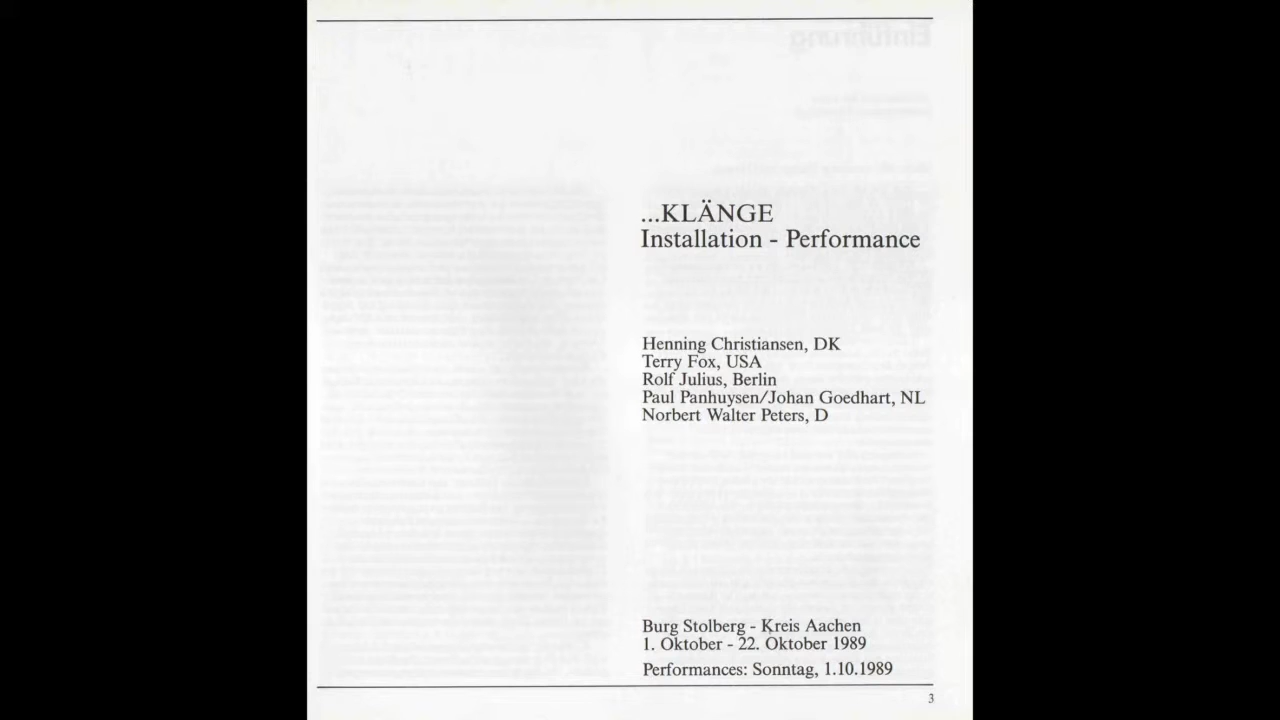 ...KLÄNGE
Installation - Performance
Henning Christiansen, DK
Terry Fox, USA
Rolf Julius, Berlin
Paul Panhuysen/Johan Goedhart, NL
Norbert Walter Peters, D
Burg Stolberg - Kreis Aachen
1. Oktober - 22. Oktober 1989
Performances: Sonntag, 1.10.1989
3